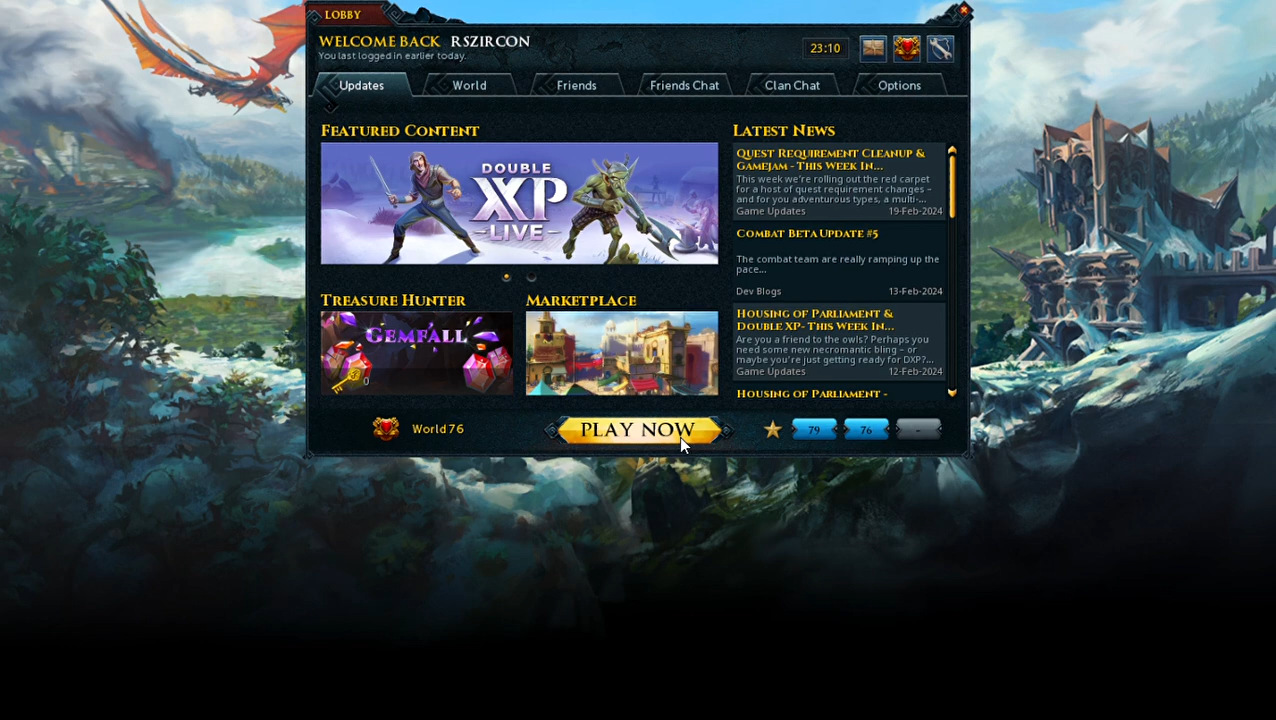 LOBBY
WELCOME BACK RSZIRCON
You last logged in earlier today.
23:10
Updates
World
Friends
Friends Chat
Clan Chat
Options
FEATURED CONTENT
DOUBLE
XP
LIVE
TREASURE HUNTER
GEMFALL
0
MARKETPLACE
LATEST NEWS
QUEST REQUIREMENT CLEANUP &
GAMEJAM - THIS WEEK IN...
This week we're rolling out the red carpet
for a host of quest requirement changes –
and for you adventurous types, a multi-...
Game Updates 19-Feb-2024
COMBAT BETA UPDATE #5
The combat team are really ramping up the
pace...
Dev Blogs 13-Feb-2024
HOUSING OF PARLIAMENT &
DOUBLE XP- THIS WEEK IN...
Are you a friend to the owls? Perhaps you
need some new necromantic bling – or
maybe you're just getting ready for DXP?...
Game Updates 12-Feb-2024
HOUSING OF PARLIAMENT -
World 76
PLAY NOW
79
76
-